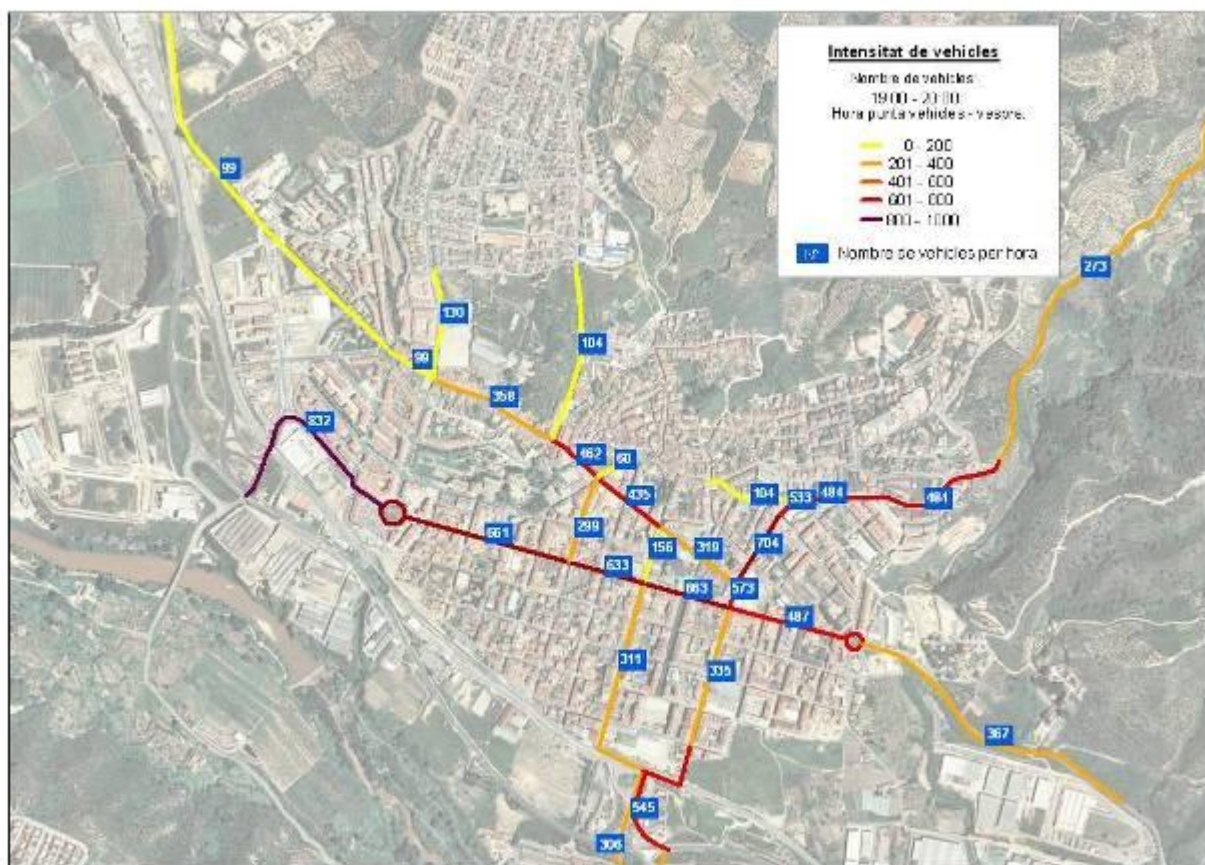 Intensitat de vehicles
Nombre de vehicles
19:00 - 20:00
Hora punta vehicles - vespre
0 - 200
201 - 400
401 - 600
601 - 800
800 - 1000
Nombre de vehicles per hora
99
273
130
104
99
358
832
462
60
435
104
533
484
484
299
661
156
319
704
633
663
573
487
311
335
367
545
306